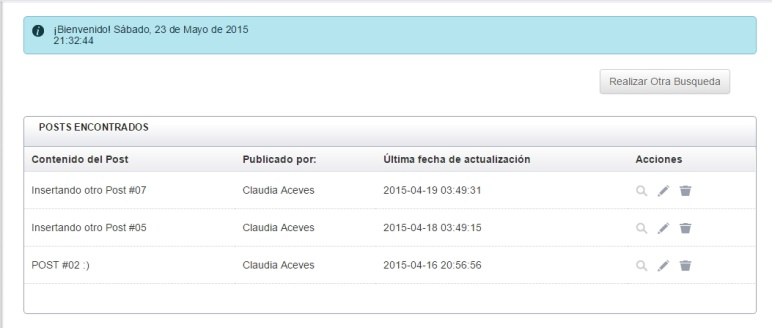 ¡Bienvenido! Sábado, 23 de Mayo de 2015
21:32:44
Realizar Otra Busqueda
POSTS ENCONTRADOS
Contenido del Post Publicado por: Última fecha de actualización Acciones
Insertando otro Post #07 Claudia Aceves 2015-04-19 03:49:31
Insertando otro Post #05 Claudia Aceves 2015-04-18 03:49:15
POST #02 :) Claudia Aceves 2015-04-16 20:56:56